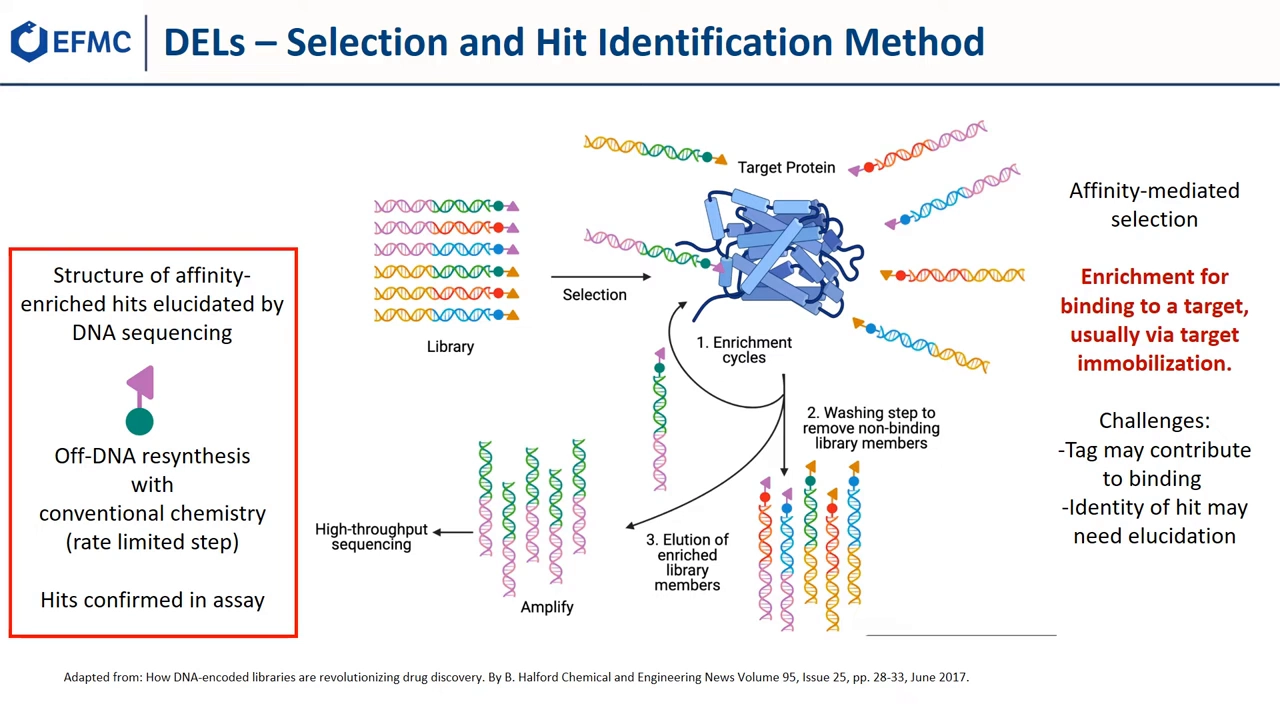 EFMC
DELs – Selection and Hit Identification Method
Structure of affinity-
enriched hits elucidated by
DNA sequencing
Off-DNA resynthesis
with
conventional chemistry
(rate limited step)
Hits confirmed in assay
Library
Selection
Target Protein
1. Enrichment
cycles
2. Washing step to
remove non-binding
library members
3. Elution of
enriched
library
members
Amplify
High-throughput
sequencing
Affinity-mediated
selection
Enrichment for
binding to a target,
usually via target
immobilization.
Challenges:
-Tag may contribute
to binding
-Identity of hit may
need elucidation
Adapted from: How DNA-encoded libraries are revolutionizing drug discovery. By B. Halford Chemical and Engineering News Volume 95, Issue 25, pp. 28-33, June 2017.